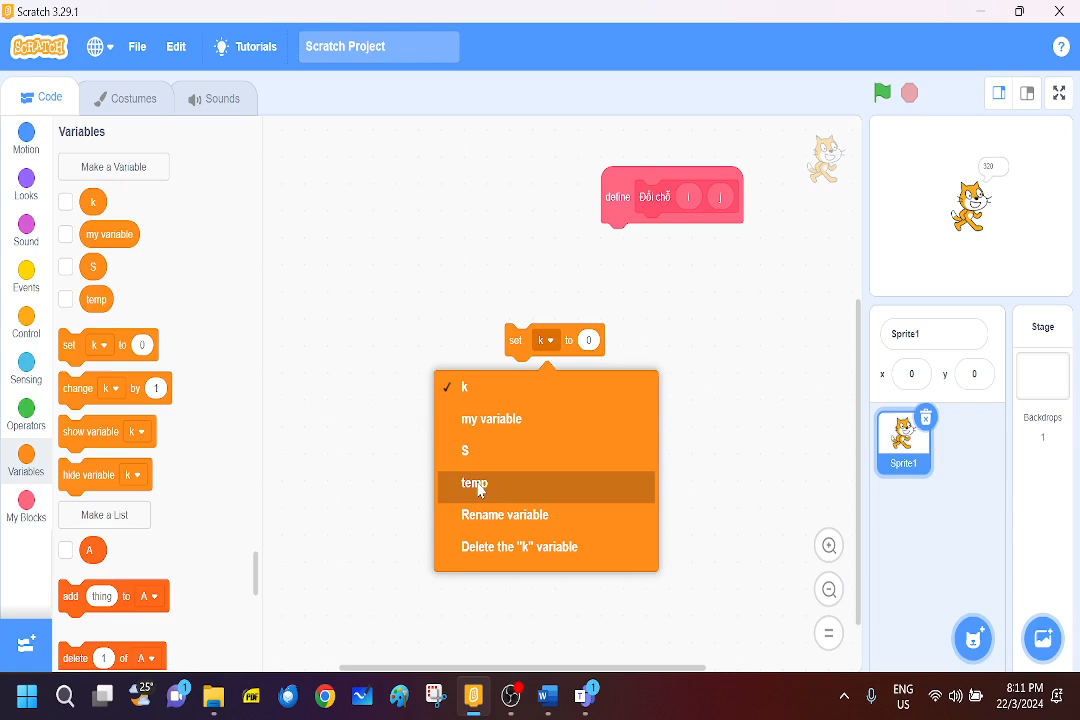 Scratch 3.29.1
SCRATCH
File
Edit
Tutorials
Scratch Project
?
Code
Costumes
Sounds
Motion
Looks
Sound
Events
Control
Sensing
Operators
Variables
My Blocks
Variables
Make a Variable
k
my variable
S
temp
set k to 0
change k by 1
show variable k
hide variable k
Make a List
A
add thing to A
delete 1 of A
define Đổi chỗ i j
set k to 0
✓ k
my variable
S
temp
Rename variable
Delete the "k" variable
320
Sprite1
x 0 y 0
Sprite1
Stage
Backdrops
1
25°
1
PDF
W
T
1
ENG
US
8:11 PM
22/3/2024